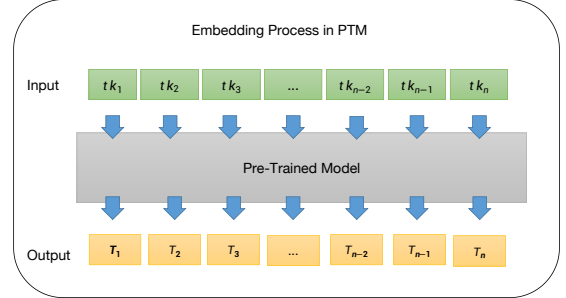 Embedding Process in PTM
Input tk₁ tk₂ tk₃ ... tkₙ₋₂ tkₙ₋₁ tkₙ
Pre-Trained Model
Output T₁ T₂ T₃ ... Tₙ₋₂ Tₙ₋₁ Tₙ